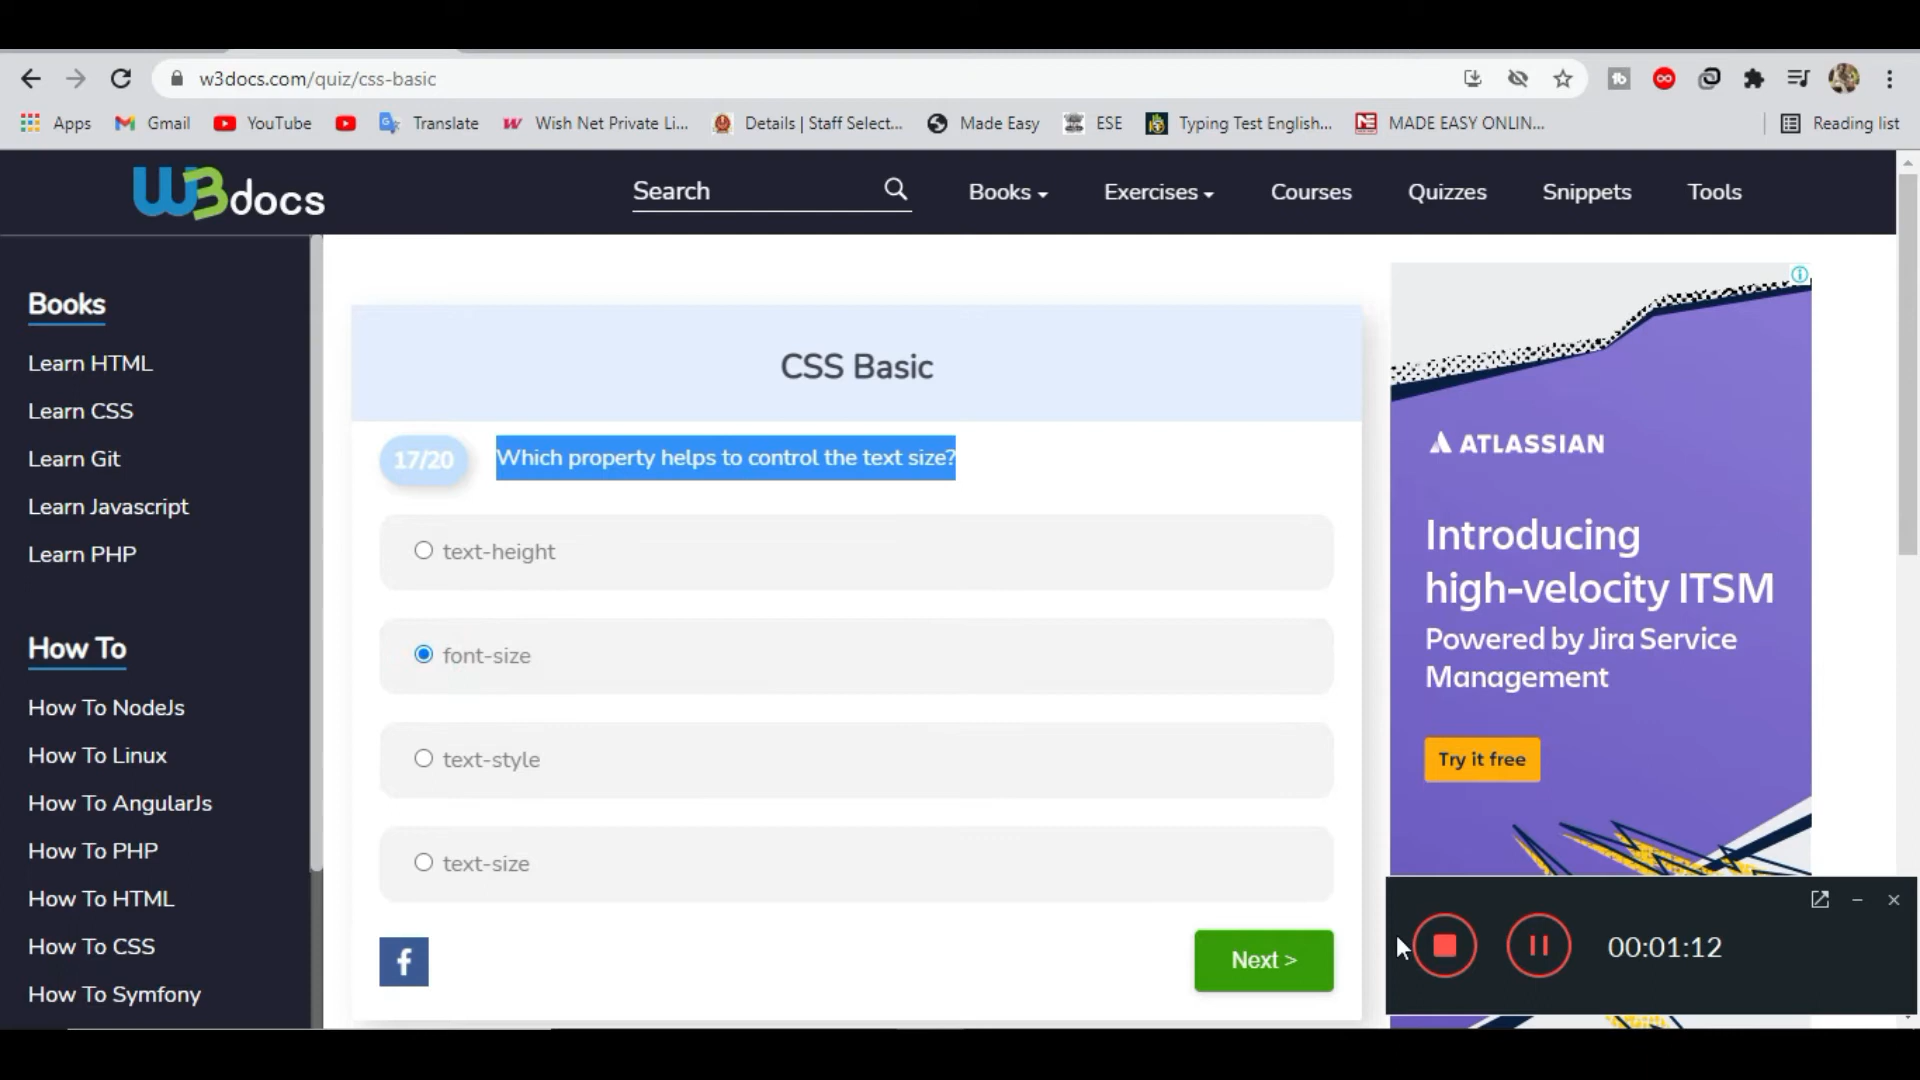 w3docs.com/quiz/css-basic
Apps
Gmail
YouTube
Translate
Wish Net Private Li...
Details | Staff Select...
Made Easy
ESE
Typing Test English...
MADE EASY ONLIN...
Reading list
W3docs
Search
Books
Exercises
Courses
Quizzes
Snippets
Tools
Books
Learn HTML
Learn CSS
Learn Git
Learn Javascript
Learn PHP
How To
How To NodeJs
How To Linux
How To AngularJs
How To PHP
How To HTML
How To CSS
How To Symfony
CSS Basic
17/20
Which property helps to control the text size?
text-height
font-size
text-style
text-size
Next >
ATLASSIAN
Introducing
high-velocity ITSM
Powered by Jira Service
Management
Try it free
00:01:12